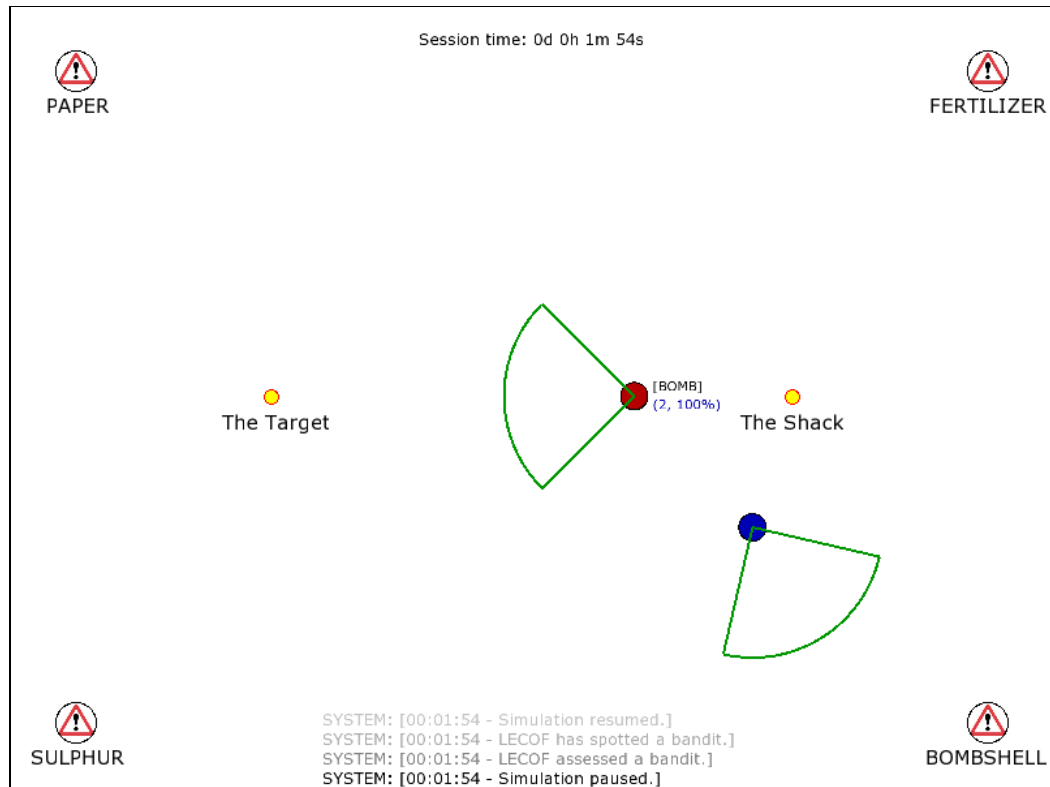 Session time: 0d 0h 1m 54s
PAPER
FERTILIZER
[BOMB]
(2, 100%)
The Target
The Shack
SULPHUR
BOMBSHELL
SYSTEM: [00:01:54 - Simulation resumed.]
SYSTEM: [00:01:54 - LECOF has spotted a bandit.]
SYSTEM: [00:01:54 - LECOF assessed a bandit.]
SYSTEM: [00:01:54 - Simulation paused.]